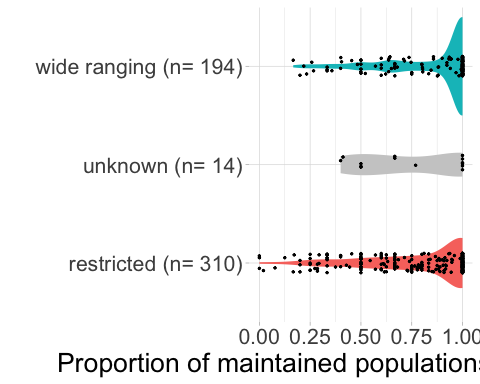 wide ranging (n= 194)
unknown (n= 14)
restricted (n= 310)
0.00 0.25 0.50 0.75 1.00
Proportion of maintained populations